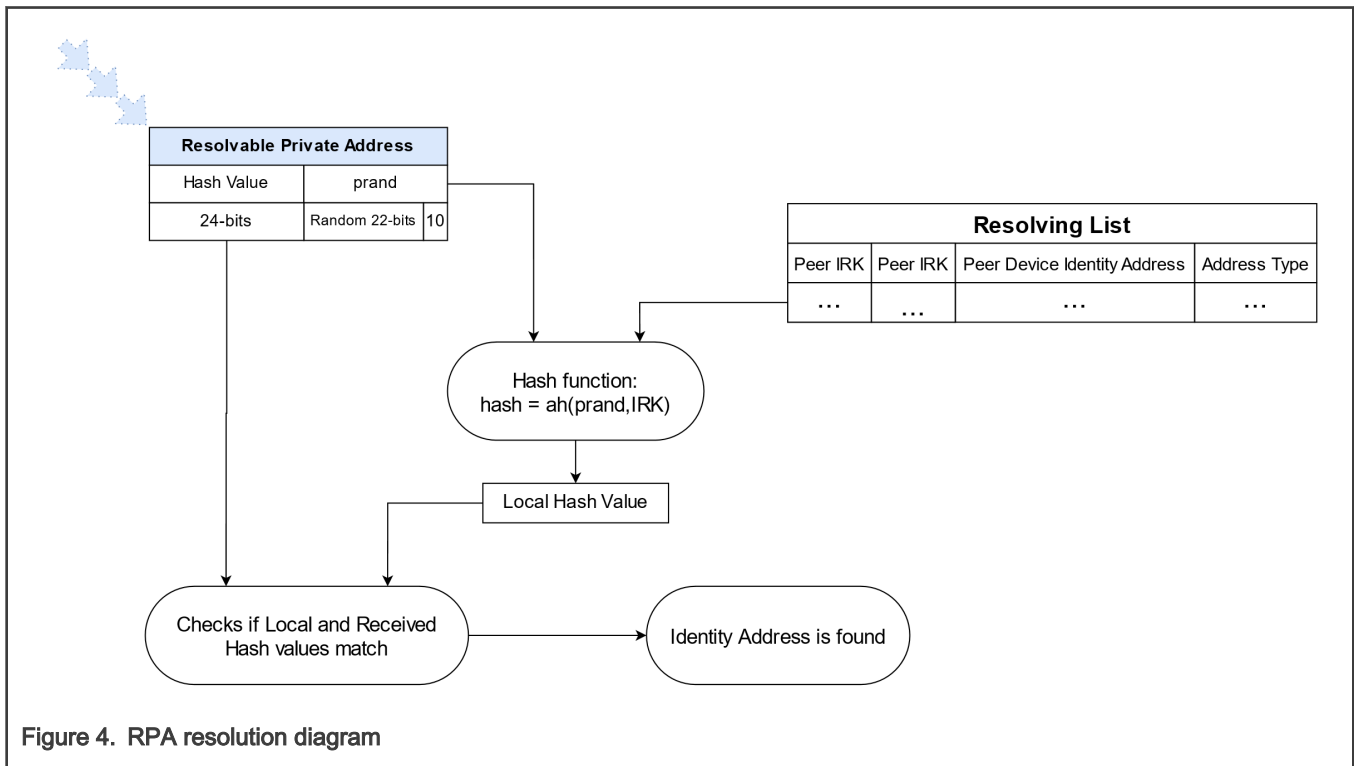 Resolvable Private Address
Hash Value
prand
24-bits
Random 22-bits
10
Resolving List
Peer IRK
Peer IRK
Peer Device Identity Address
Address Type
...
...
...
...
Hash function:
hash = ah(prand,IRK)
Local Hash Value
Checks if Local and Received
Hash values match
Identity Address is found
Figure 4. RPA resolution diagram